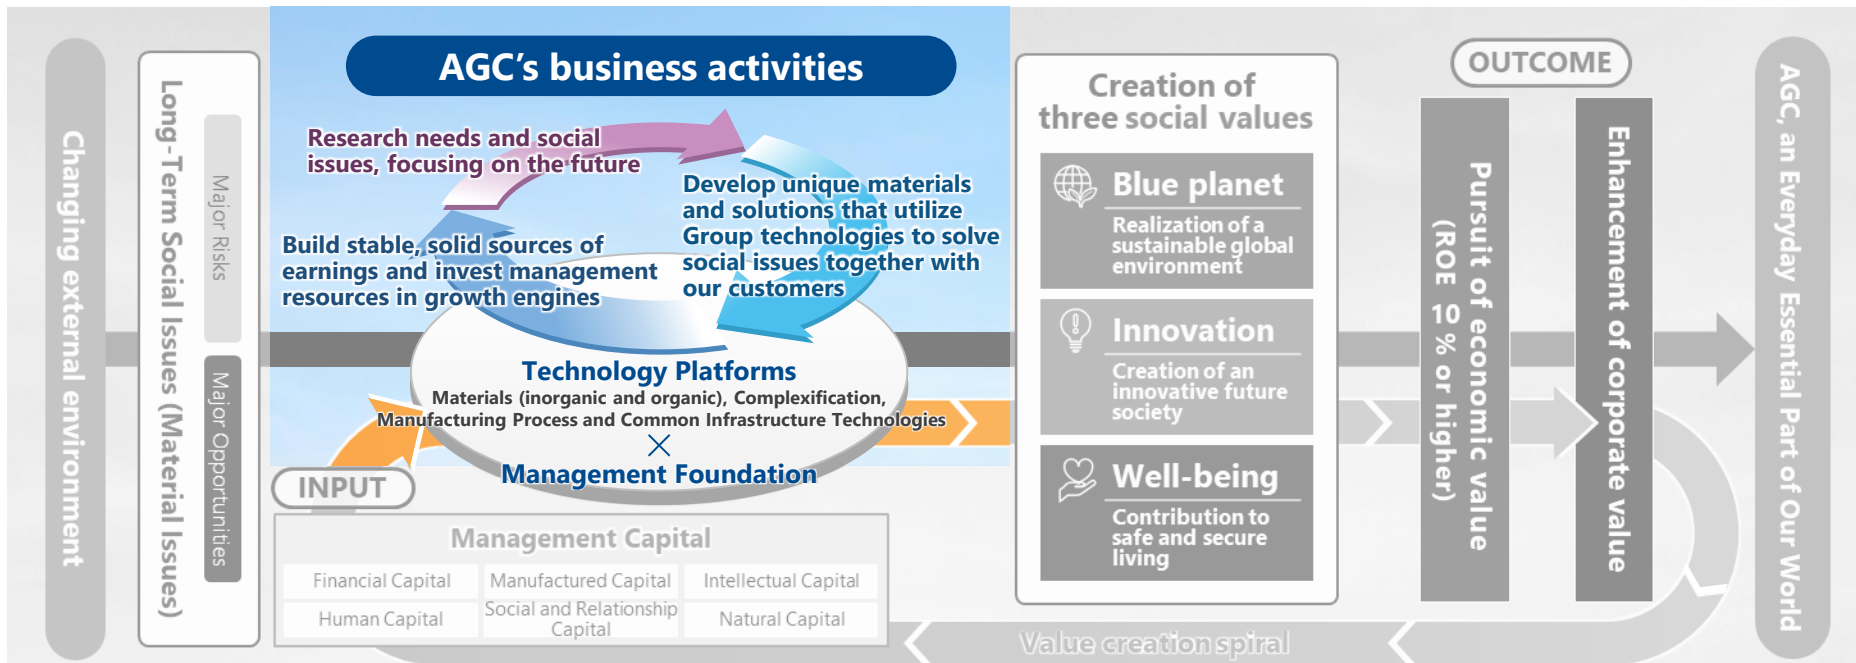 Changing external environment
Long-Term Social Issues (Material Issues)
Major Risks
Major Opportunities
AGC’s business activities
Research needs and social
issues, focusing on the future
Develop unique materials
and solutions that utilize
Group technologies to solve
social issues together with
our customers
Build stable, solid sources of
earnings and invest management
resources in growth engines
Technology Platforms
Materials (inorganic and organic), Complexification,
Manufacturing Process and Common Infrastructure Technologies
×
Management Foundation
INPUT
Management Capital
Financial Capital
Manufactured Capital
Intellectual Capital
Human Capital
Social and Relationship
Capital
Natural Capital
Creation of
three social values
Blue planet
Realization of a
sustainable global
environment
Innovation
Creation of an
innovative future
society
Well-being
Contribution to
safe and secure
living
OUTCOME
Pursuit of economic value
(ROE 10 % or higher)
Enhancement of corporate value
AGC, an Everyday Essential Part of Our World
Value creation spiral